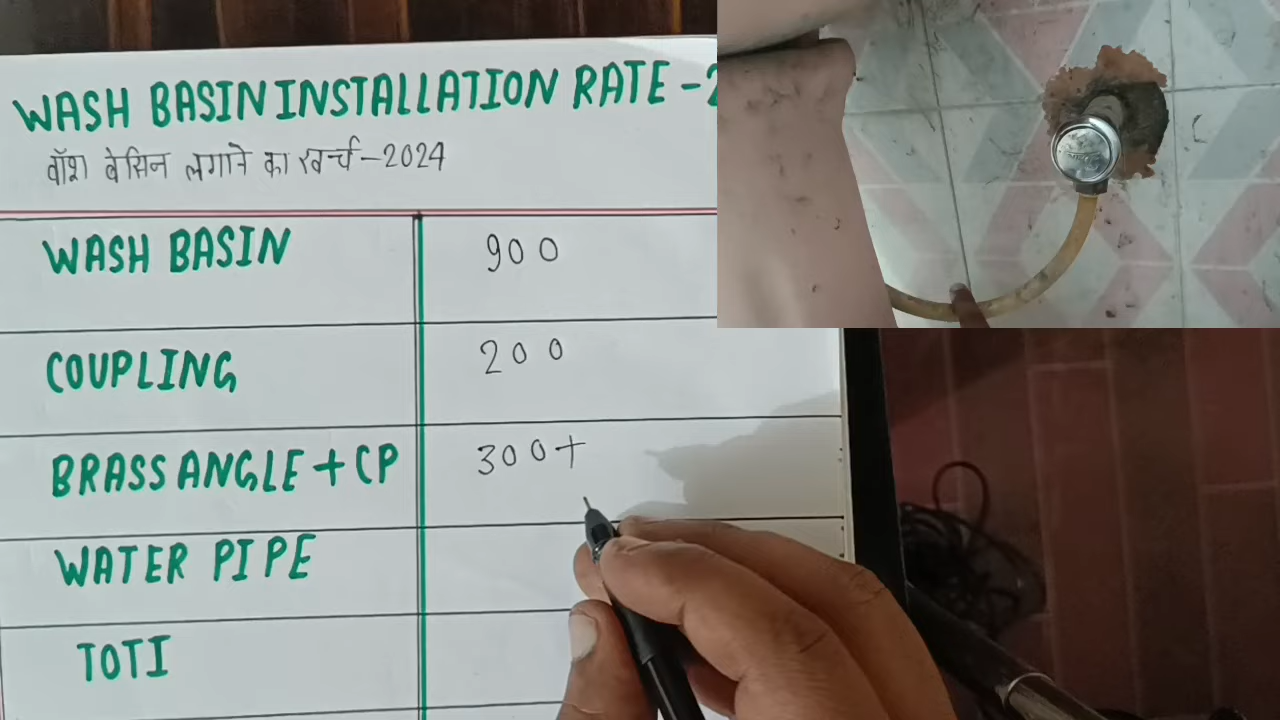 WASH BASIN INSTALLATION RATE -2
वॉश बेसिन लगाने का खर्च-2024
WASH BASIN 900
COUPLING 200
BRASS ANGLE + CP 300+
WATER PIPE
TOTI